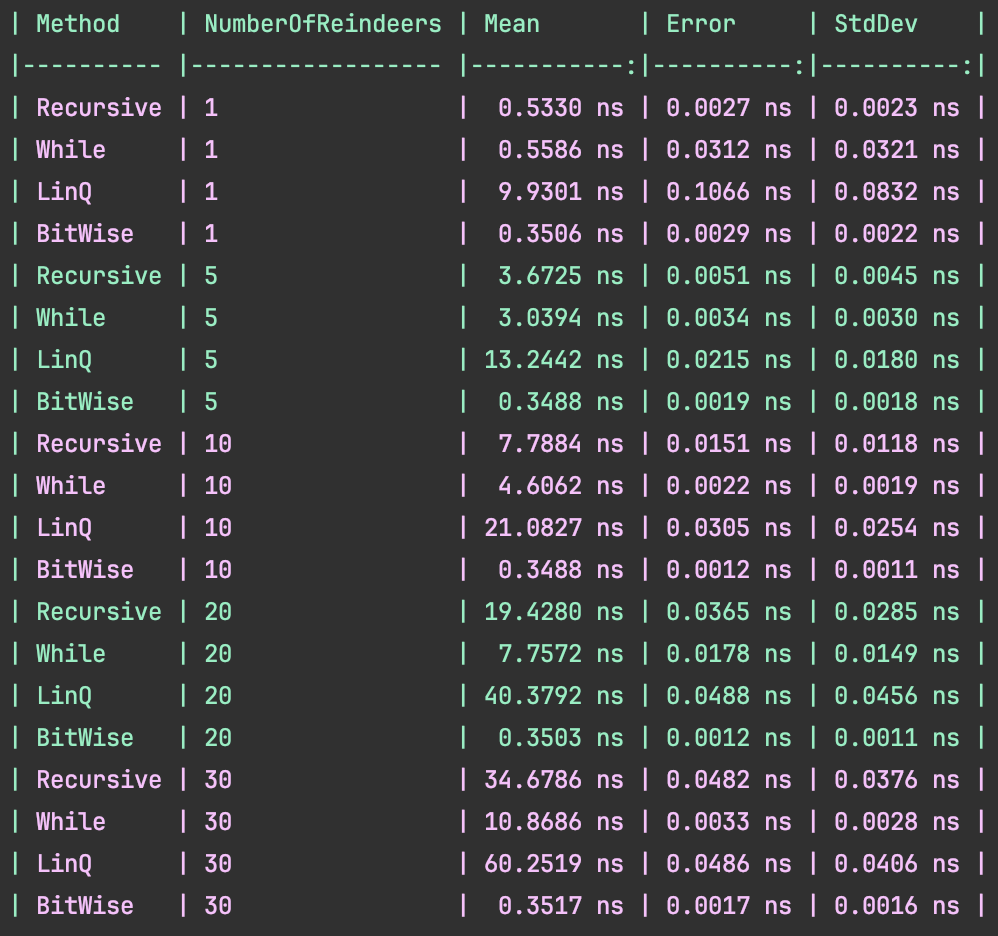 | Method     | NumberOfReindeers | Mean       | Error     | StdDev    |
|---------- |------------------ |-----------:|----------:|----------:|
| Recursive | 1                 |  0.5330 ns | 0.0027 ns | 0.0023 ns |
| While     | 1                 |  0.5586 ns | 0.0312 ns | 0.0321 ns |
| LinQ      | 1                 |  9.9301 ns | 0.1066 ns | 0.0832 ns |
| BitWise   | 1                 |  0.3506 ns | 0.0029 ns | 0.0022 ns |
| Recursive | 5                 |  3.6725 ns | 0.0051 ns | 0.0045 ns |
| While     | 5                 |  3.0394 ns | 0.0034 ns | 0.0030 ns |
| LinQ      | 5                 | 13.2442 ns | 0.0215 ns | 0.0180 ns |
| BitWise   | 5                 |  0.3488 ns | 0.0019 ns | 0.0018 ns |
| Recursive | 10                |  7.7884 ns | 0.0151 ns | 0.0118 ns |
| While     | 10                |  4.6062 ns | 0.0022 ns | 0.0019 ns |
| LinQ      | 10                | 21.0827 ns | 0.0305 ns | 0.0254 ns |
| BitWise   | 10                |  0.3488 ns | 0.0012 ns | 0.0011 ns |
| Recursive | 20                | 19.4280 ns | 0.0365 ns | 0.0285 ns |
| While     | 20                |  7.7572 ns | 0.0178 ns | 0.0149 ns |
| LinQ      | 20                | 40.3792 ns | 0.0488 ns | 0.0456 ns |
| BitWise   | 20                |  0.3503 ns | 0.0012 ns | 0.0011 ns |
| Recursive | 30                | 34.6786 ns | 0.0482 ns | 0.0376 ns |
| While     | 30                | 10.8686 ns | 0.0033 ns | 0.0028 ns |
| LinQ      | 30                | 60.2519 ns | 0.0486 ns | 0.0406 ns |
| BitWise   | 30                |  0.3517 ns | 0.0017 ns | 0.0016 ns |